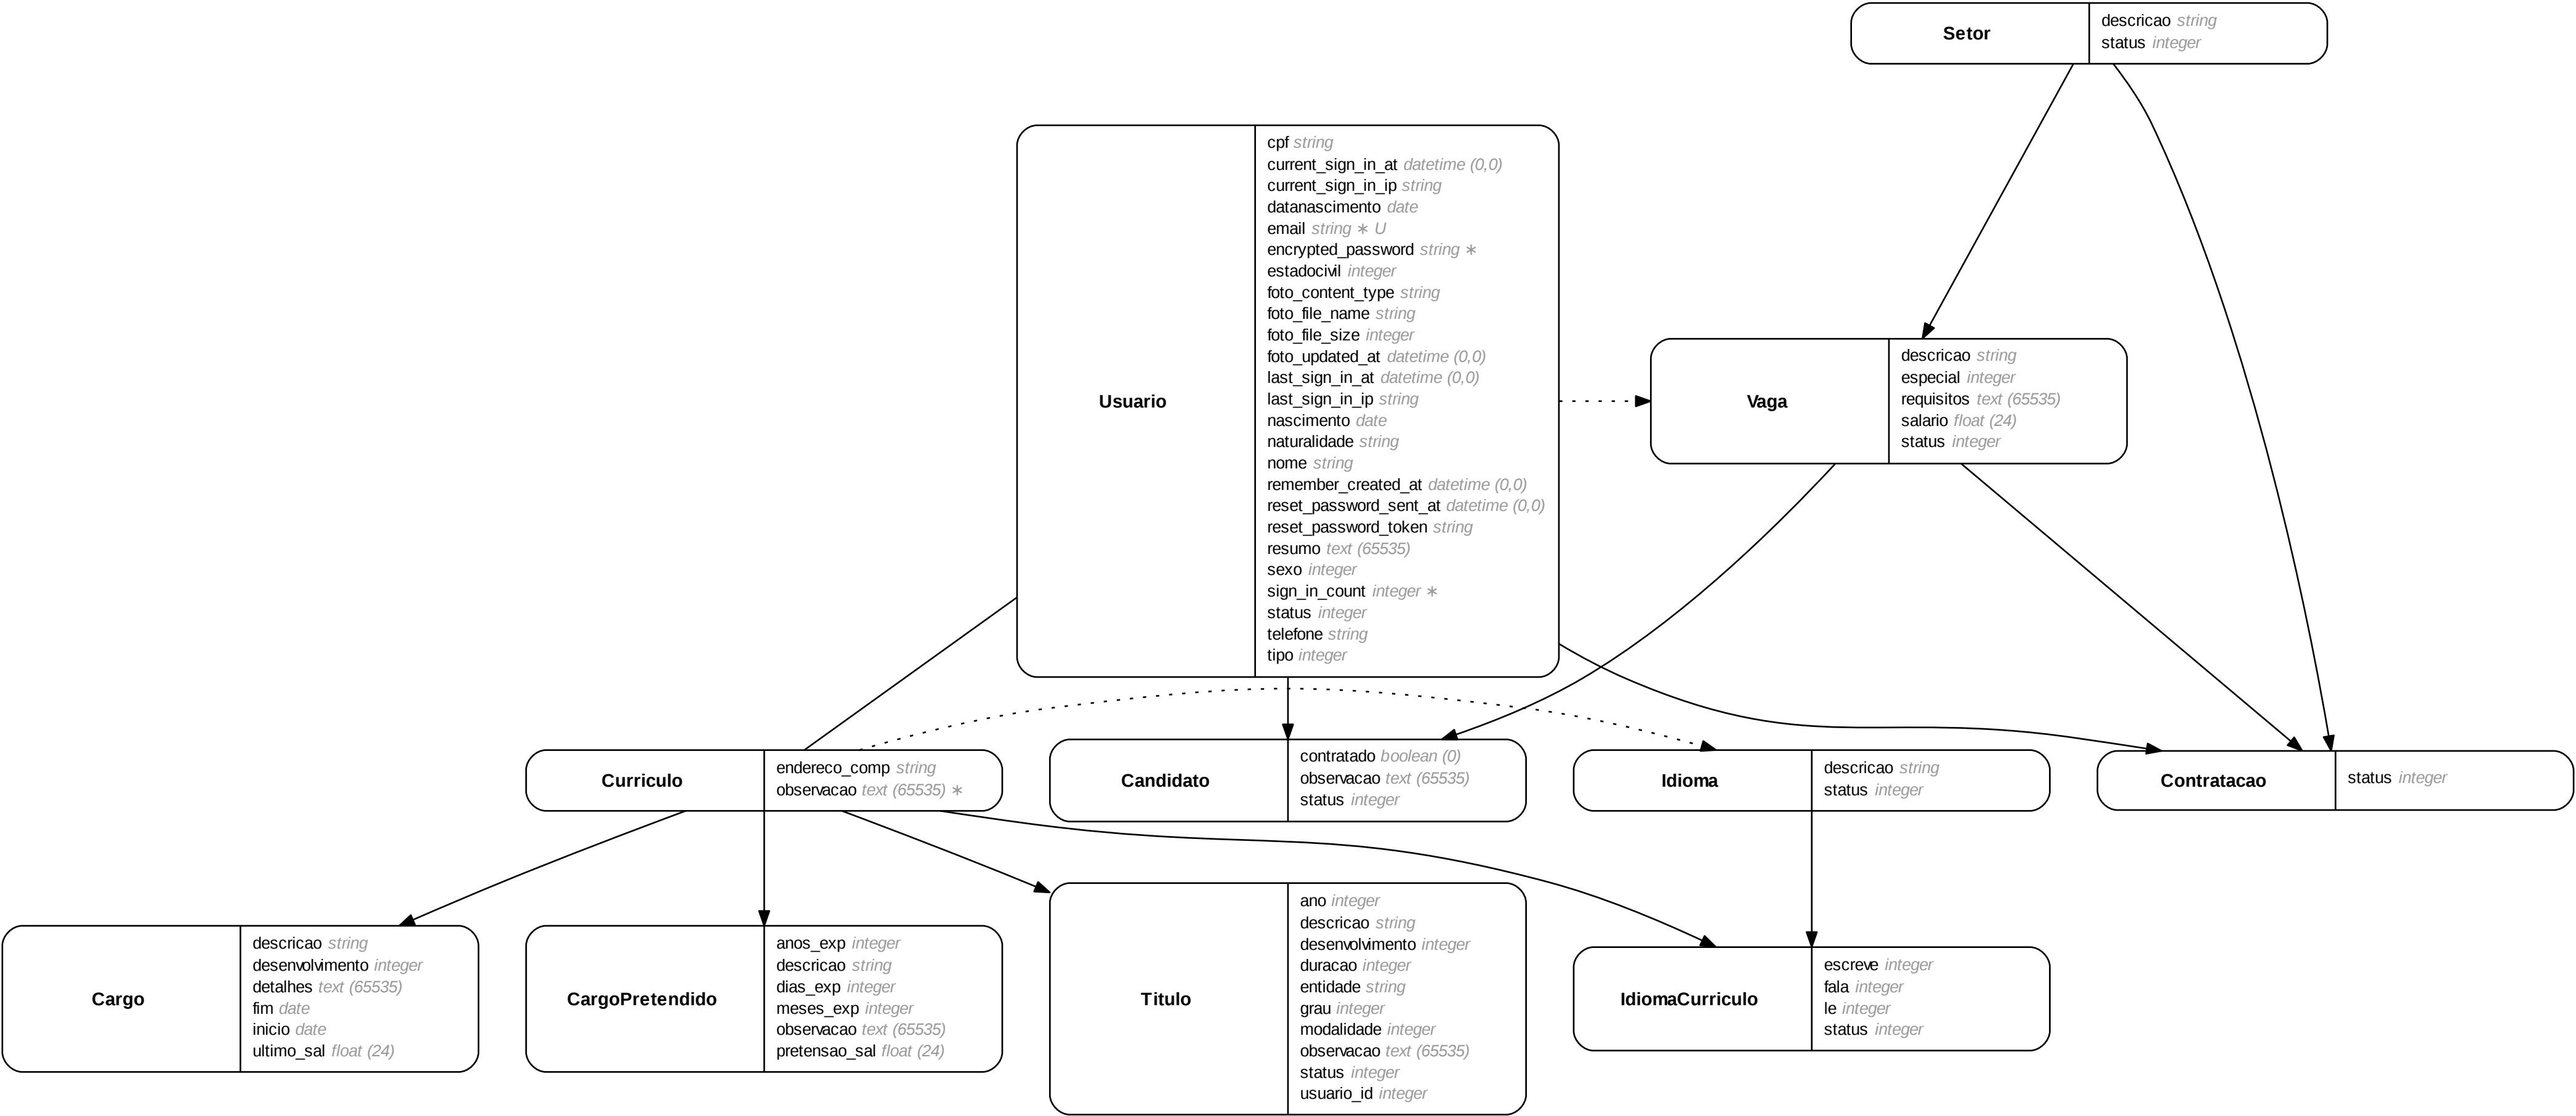 Setor
descricao string
status integer
Usuario
cpf string
current_sign_in_at datetime (0,0)
current_sign_in_ip string
datanascimento date
email string ∗ U
encrypted_password string ∗
estadocivil integer
foto_content_type string
foto_file_name string
foto_file_size integer
foto_updated_at datetime (0,0)
last_sign_in_at datetime (0,0)
last_sign_in_ip string
nascimento date
naturalidade string
nome string
remember_created_at datetime (0,0)
reset_password_sent_at datetime (0,0)
reset_password_token string
resumo text (65535)
sexo integer
sign_in_count integer ∗
status integer
telefone string
tipo integer
Vaga
descricao string
especial integer
requisitos text (65535)
salario float (24)
status integer
Curriculo
endereco_comp string
observacao text (65535) ∗
Candidato
contratado boolean (0)
observacao text (65535)
status integer
Idioma
descricao string
status integer
Contratacao
status integer
Cargo
descricao string
desenvolvimento integer
detalhes text (65535)
fim date
inicio date
ultimo_sal float (24)
CargoPretendido
anos_exp integer
descricao string
dias_exp integer
meses_exp integer
observacao text (65535)
pretensao_sal float (24)
Titulo
ano integer
descricao string
desenvolvimento integer
duracao integer
entidade string
grau integer
modalidade integer
observacao text (65535)
status integer
usuario_id integer
IdiomaCurriculo
escreve integer
fala integer
le integer
status integer